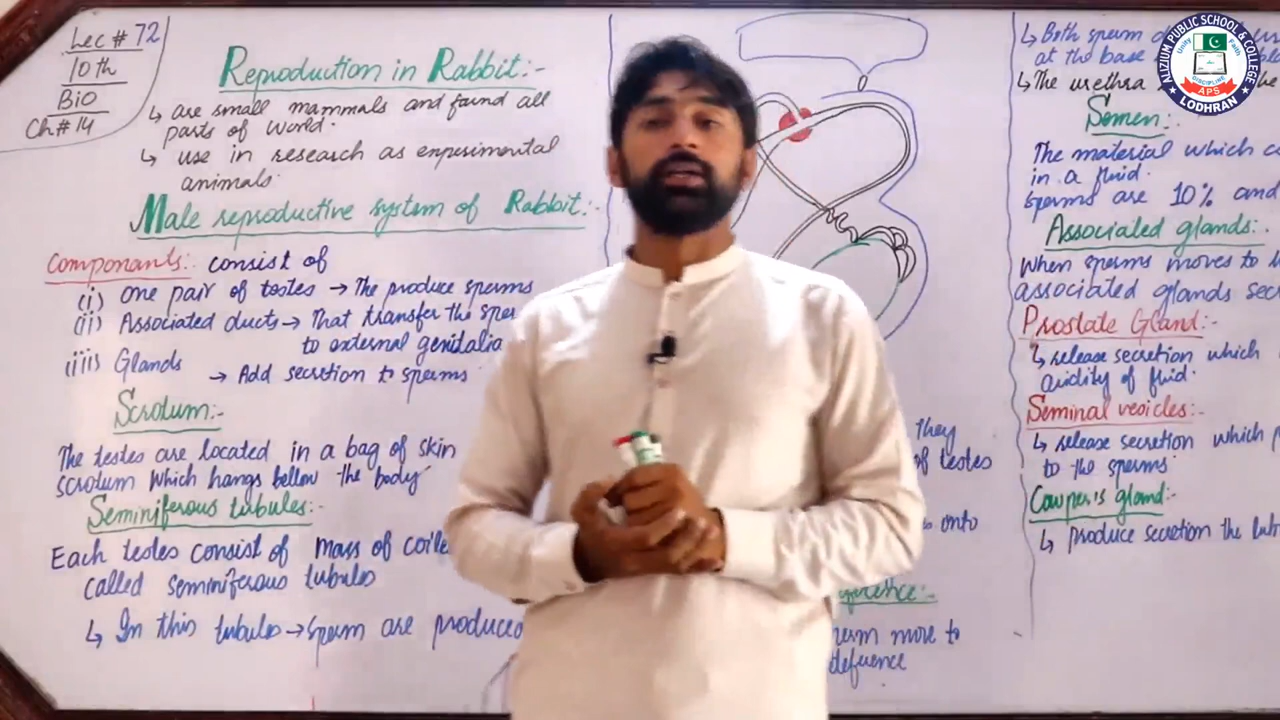 Lec # 72
10th
Bio
Ch # 14
Reproduction in Rabbit:-
↳ are small mammals and found all
parts of world.
↳ use in research as experimental
animals.
Male reproductive system of Rabbit:-
Componants:. consist of
(i) one pair of testes → The produce sperms
(ii) Associated ducts → That transfer the
to external genitalia
(iii) Glands
→ Add secretion to sperms
Scrotum:-
The testes are located in a bag of skin
scrotum which hangs bellow the body
Seminiferous tubules:-
Each testes consist of mass of
called seminiferous tubules
↳ In this tubules → sperm are produced
They
of testes
onto
more to
↳ Both sperm
at the base
↳ The urethra
Semen:-
The material which
in a fluid.
sperms are 10% and
Associated glands:.
When sperms moves to
associated glands
Prostate Gland:-
↳ release secretion which
acidity of fluid.
Seminal vesicles:-
↳ release secretion which
to the sperms
Cowper's gland:-
↳ produce secretion the
ALIZIUM PUBLIC SCHOOL & COLLEGE
Unity
Faith
DISCIPLINE
APS
LODHRAN